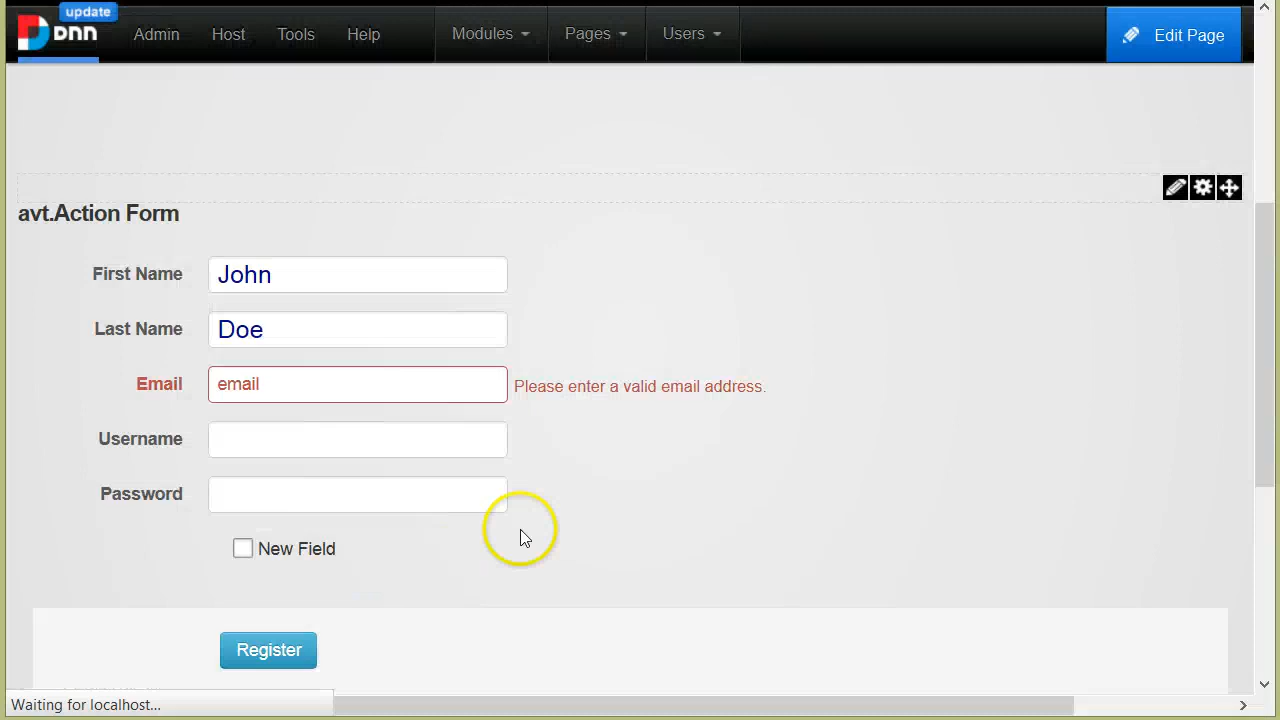 update
DNN Admin Host Tools Help Modules Pages Users Edit Page
avt.Action Form
First Name John
Last Name Doe
Email email Please enter a valid email address.
Username
Password
New Field
Register
Waiting for localhost...